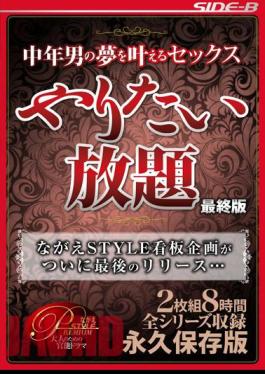 SIDE-B
中年男の夢を叶えるセックス
やりたい
放題
最終版
ながえSTYLE看板企画が
ついに最後のリリース…
ながえ
STYLE
PREMIUM
大人のための
官能ドラマ
2枚組8時間
全シリーズ収録
永久保存版